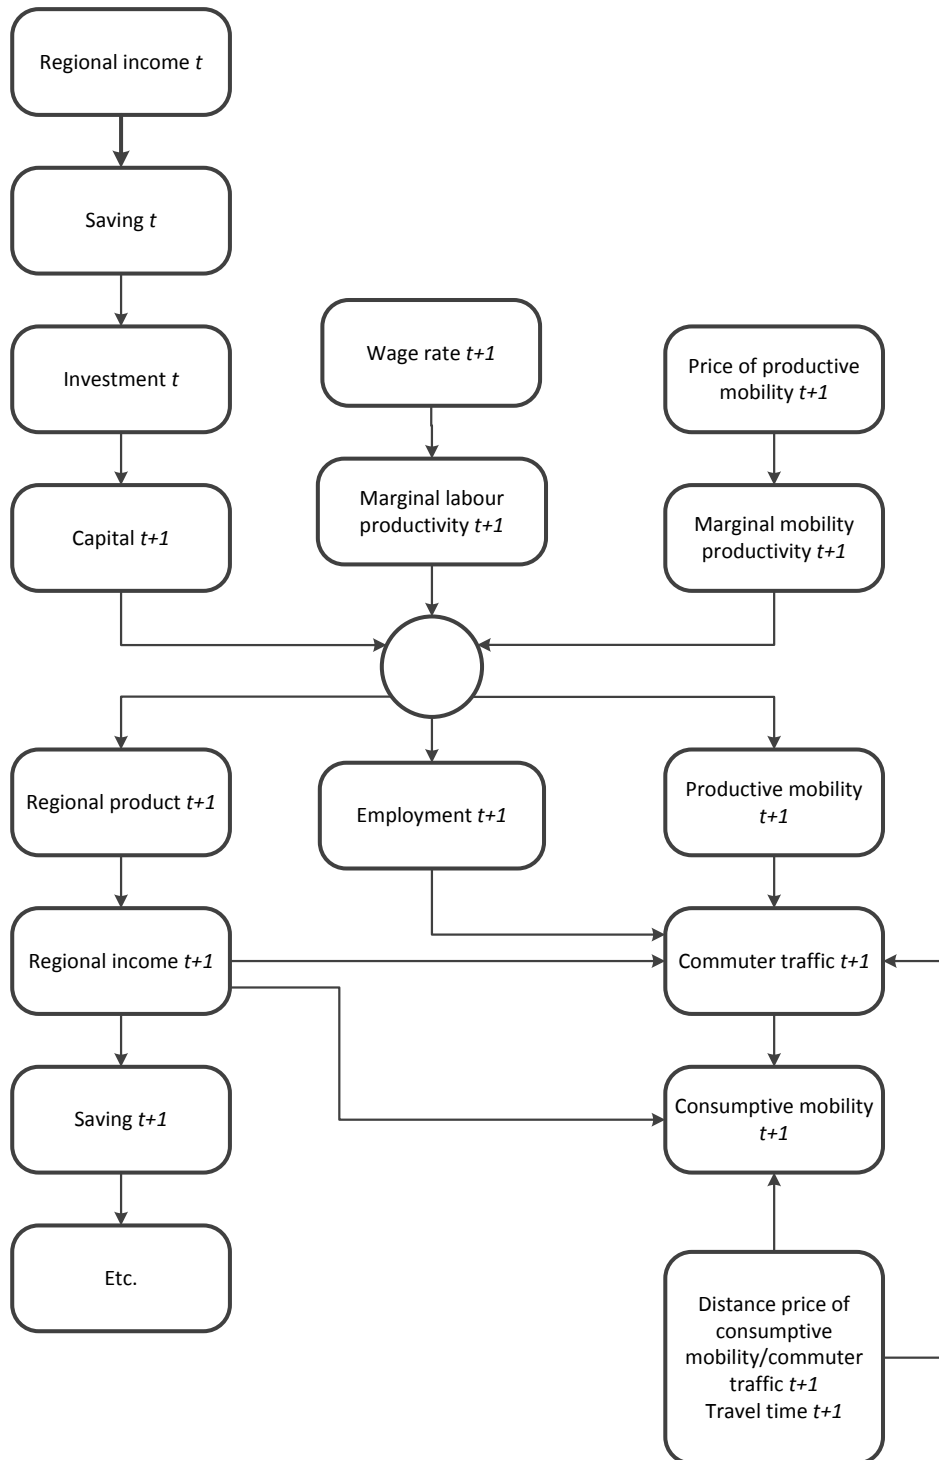 Regional income t
Saving t
Investment t
Wage rate t+1
Price of productive
mobility t+1
Capital t+1
Marginal labour
productivity t+1
Marginal mobility
productivity t+1
Regional product t+1
Employment t+1
Productive mobility
t+1
Regional income t+1
Commuter traffic t+1
Saving t+1
Consumptive mobility
t+1
Etc.
Distance price of
consumptive
mobility/commuter
traffic t+1
Travel time t+1